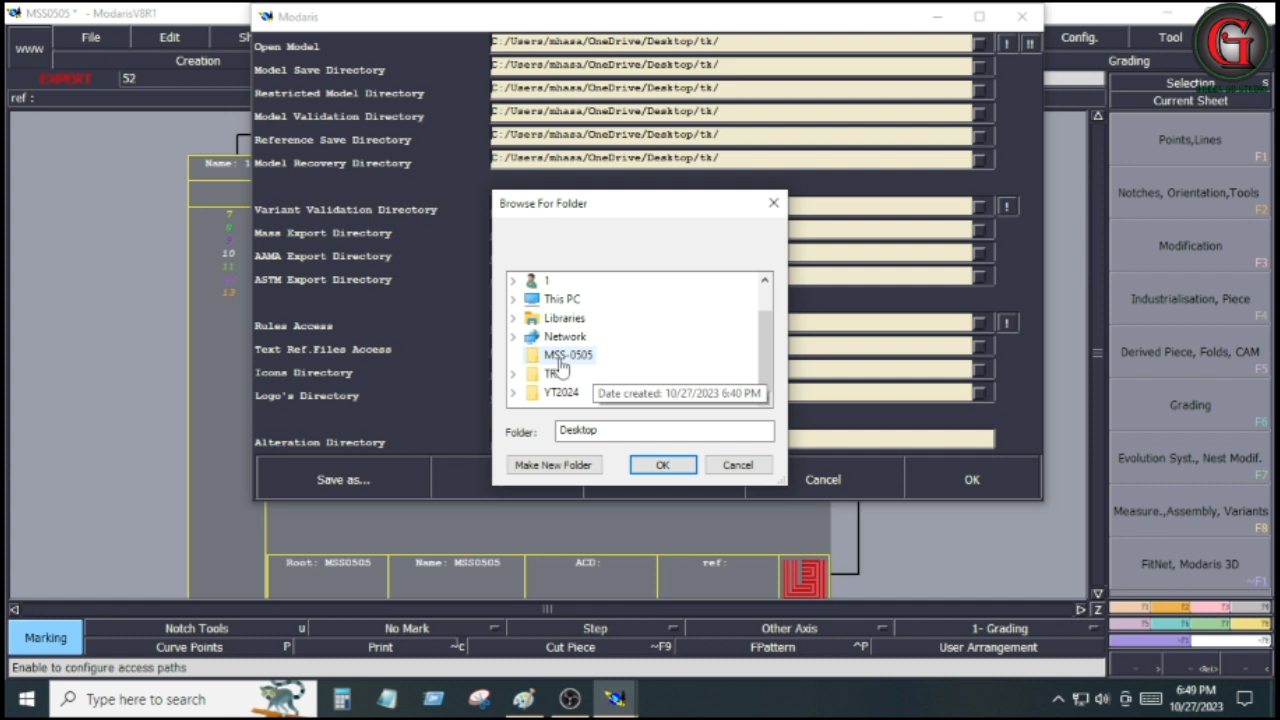 MSS0505 * - ModarisV8R1
Modaris
www
File
Edit
Config.
Tool
Creation
Grading
EXPERT
52
ref :
Selection
s
Current Sheet
Points,Lines
F1
Notches, Orientation,Tools
F2
Modification
F3
Industrialisation, Piece
F4
Derived Piece, Folds, CAM
F5
Grading
F6
Evolution Syst., Nest Modif.
F7
Measure.,Assembly, Variants
F8
FitNet, Modaris 3D
~F1
Open Model
C:/Users/mhasa/OneDrive/Desktop/tk/
!
!!
Model Save Directory
C:/Users/mhasa/OneDrive/Desktop/tk/
Restricted Model Directory
C:/Users/mhasa/OneDrive/Desktop/tk/
Model Validation Directory
C:/Users/mhasa/OneDrive/Desktop/tk/
Reference Save Directory
C:/Users/mhasa/OneDrive/Desktop/tk/
Model Recovery Directory
C:/Users/mhasa/OneDrive/Desktop/tk/
Variant Validation Directory
!
Mass Export Directory
AAMA Export Directory
ASTM Export Directory
Rules Access
!
Text Ref.Files Access
Icons Directory
Logo's Directory
Alteration Directory
Save as...
Cancel
OK
Browse For Folder
1
This PC
Libraries
Network
MSS-0505
YT2024
Date created: 10/27/2023 6:40 PM
Folder:
Desktop
Make New Folder
OK
Cancel
Name: 1
7
8
9
10
11
13
Root: MSS0505
Name: MSS0505
ACD:
ref:
Z
Marking
Notch Tools
u
No Mark
Step
Other Axis
1- Grading
Curve Points
P
Print
~c
Cut Piece
~F9
FPattern
^P
User Arrangement
Enable to configure access paths
Type here to search
6:49 PM
10/27/2023